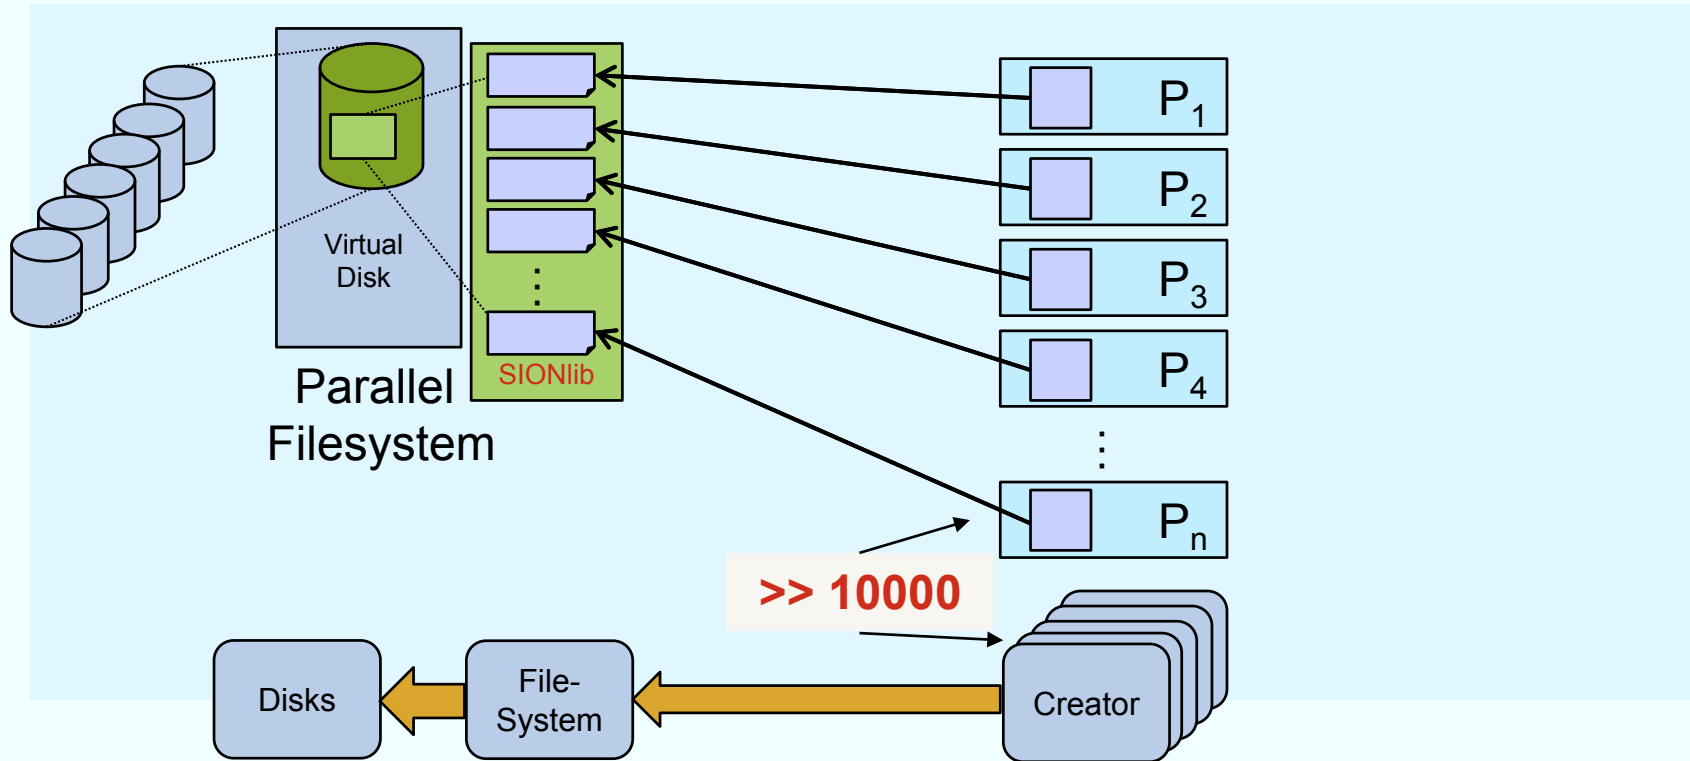 Virtual
Disk
SIONlib
Parallel
Filesystem
P1
P2
P3
P4
⋮
Pn
>> 10000
Disks
File-
System
Creator